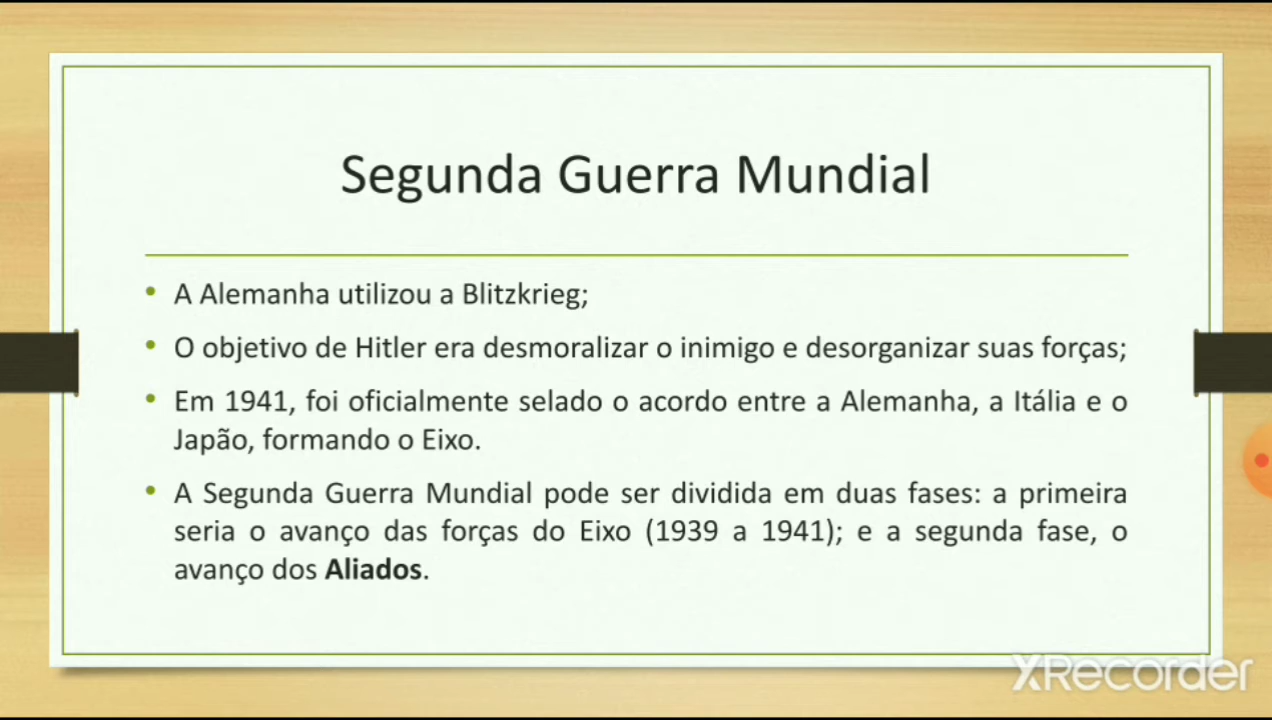 Segunda Guerra Mundial
• A Alemanha utilizou a Blitzkrieg;
• O objetivo de Hitler era desmoralizar o inimigo e desorganizar suas forças;
• Em 1941, foi oficialmente selado o acordo entre a Alemanha, a Itália e o
Japão, formando o Eixo.
• A Segunda Guerra Mundial pode ser dividida em duas fases: a primeira
seria o avanço das forças do Eixo (1939 a 1941); e a segunda fase, o
avanço dos Aliados.
XRecorder